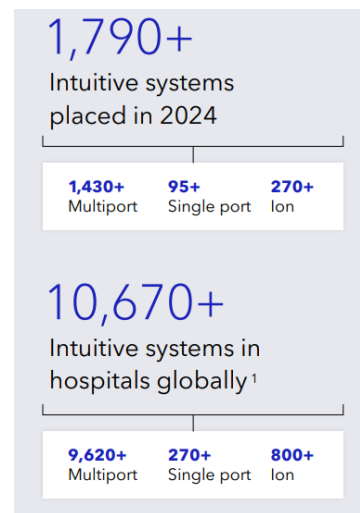 1,790+
Intuitive systems
placed in 2024
1,430+ 95+ 270+
Multiport Single port Ion
10,670+
Intuitive systems in
hospitals globally ¹
9,620+ 270+ 800+
Multiport Single port Ion